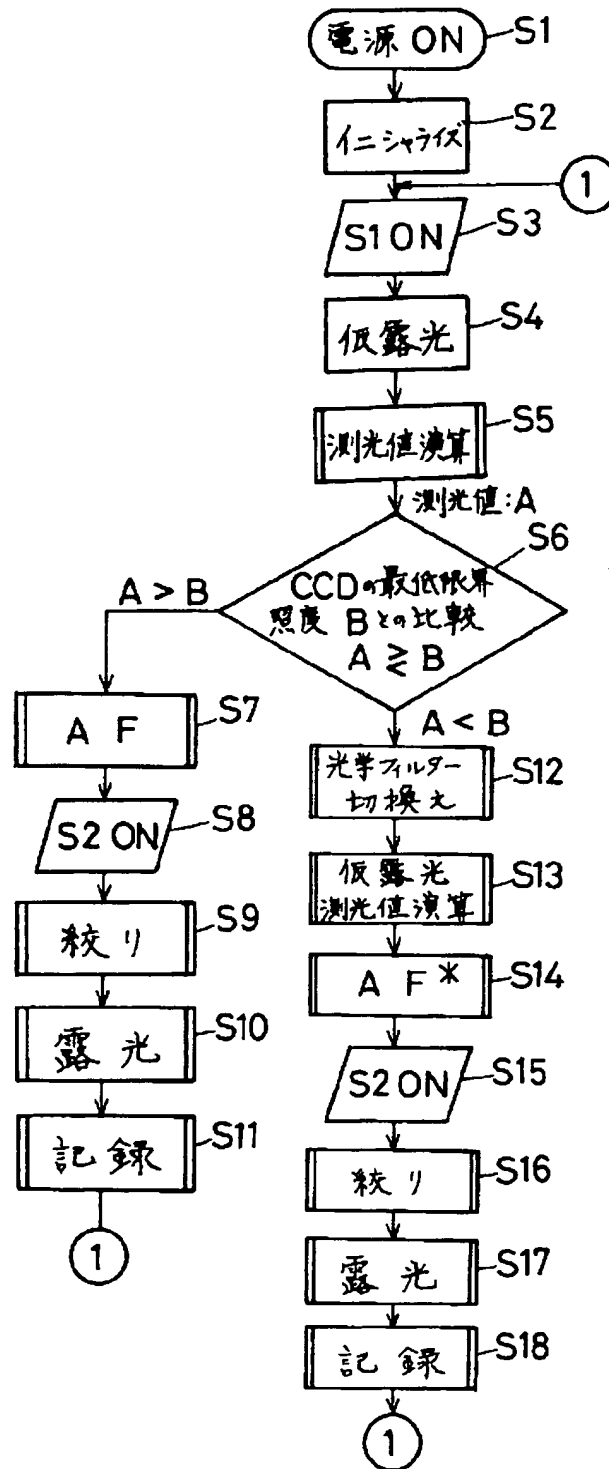 電源 ON
S1
イニシャライズ
S2
1
S1 ON
S3
仮露光
S4
測光値演算
S5
測光値:A
CCDの最低限界
照度 Bとの比較
A ≷ B
S6
A > B
A F
S7
S2 ON
S8
絞り
S9
露光
S10
記録
S11
1
A < B
光学フィルター
切換え
S12
仮露光
測光値演算
S13
A F *
S14
S2 ON
S15
絞り
S16
露光
S17
記録
S18
1